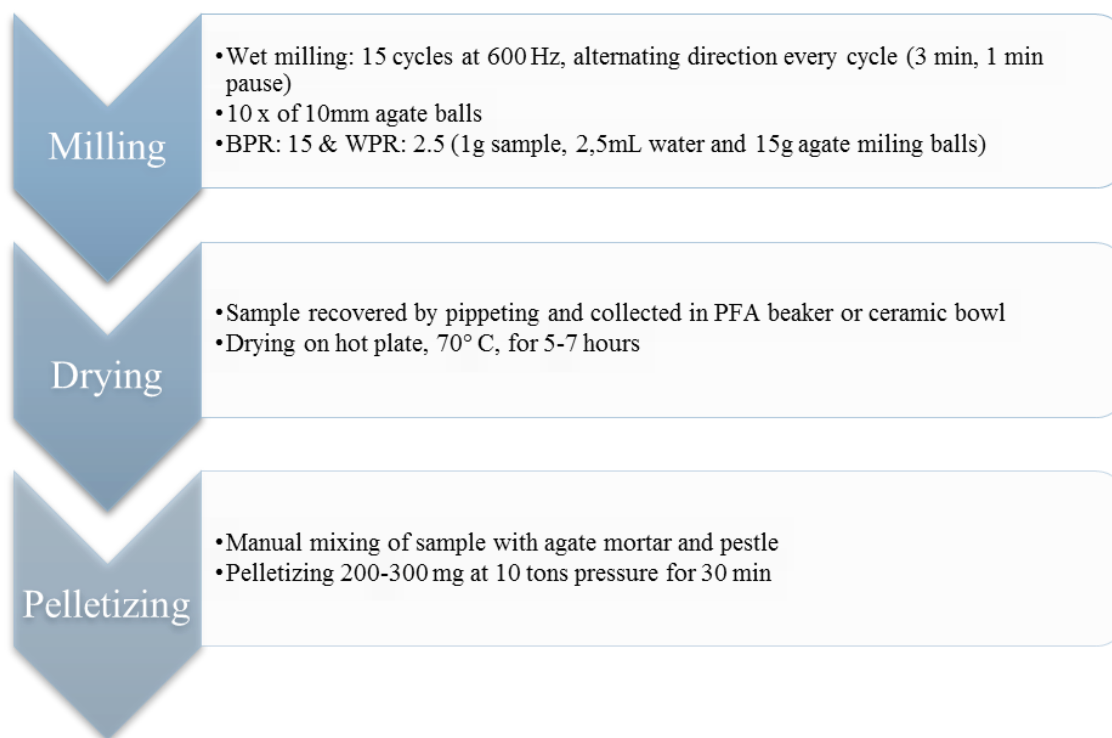 Milling
•Wet milling: 15 cycles at 600 Hz, alternating direction every cycle (3 min, 1 min
pause)
•10 x of 10mm agate balls
•BPR: 15 & WPR: 2.5 (1g sample, 2,5mL water and 15g agate miling balls)
Drying
•Sample recovered by pippeting and collected in PFA beaker or ceramic bowl
•Drying on hot plate, 70° C, for 5-7 hours
Pelletizing
•Manual mixing of sample with agate mortar and pestle
•Pelletizing 200-300 mg at 10 tons pressure for 30 min